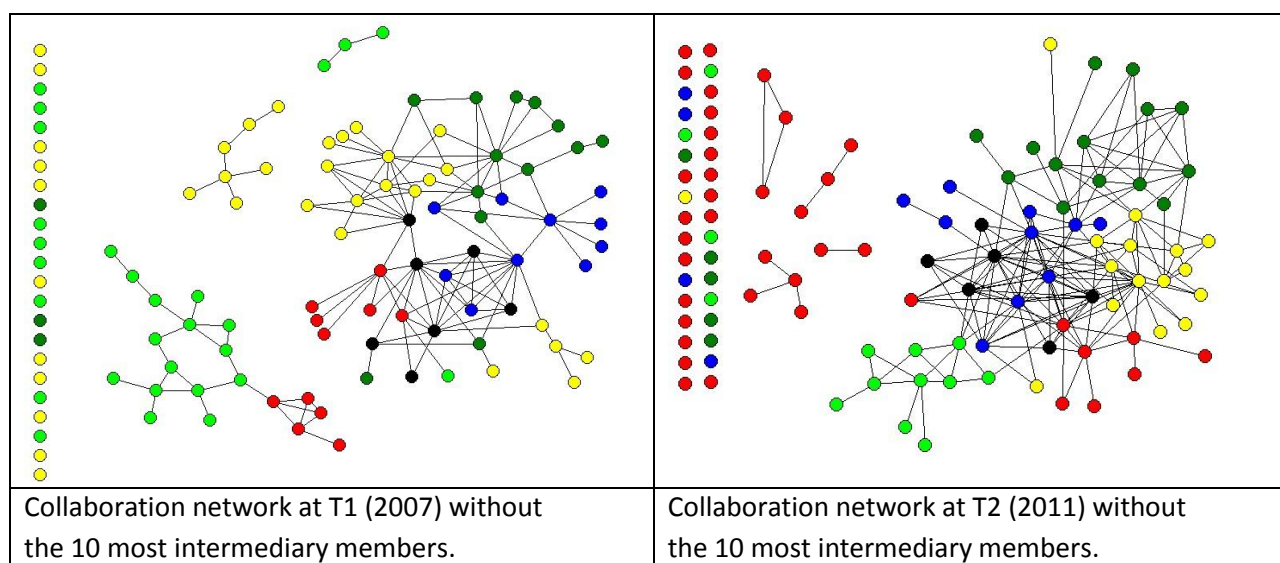 Collaboration network at T1 (2007) without
the 10 most intermediary members.
Collaboration network at T2 (2011) without
the 10 most intermediary members.